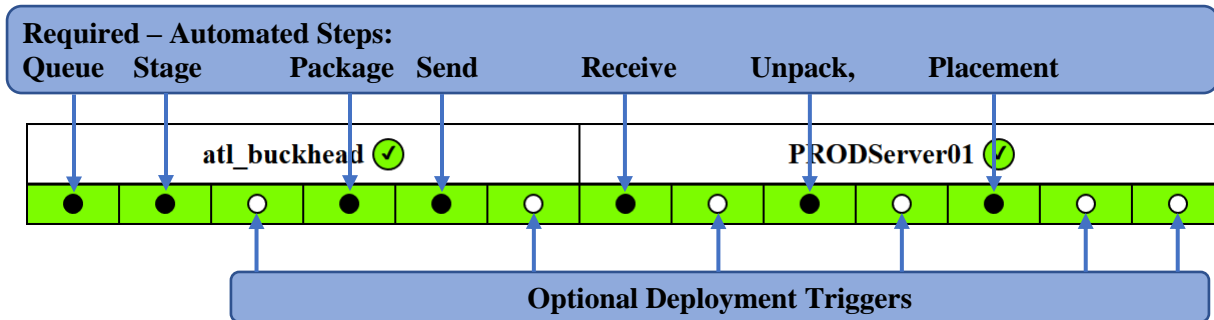 Required – Automated Steps:
Queue Stage Package Send Receive Unpack, Placement
atl_buckhead PRODServer01
Optional Deployment Triggers